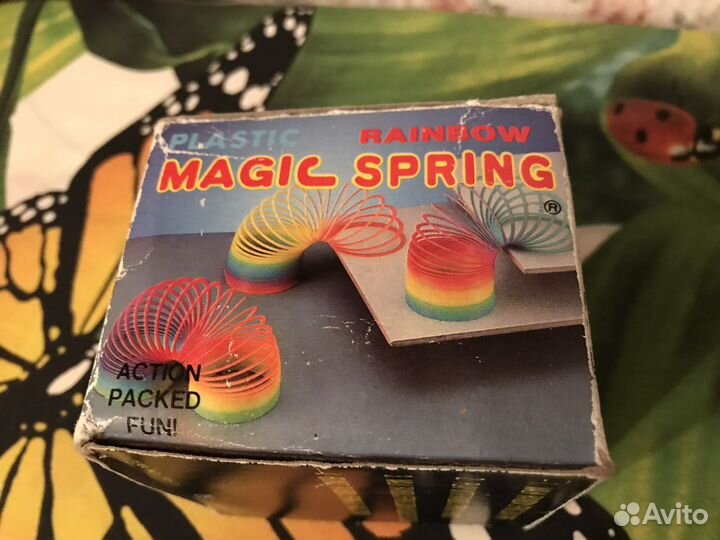 PLASTIC RAINBOW
MAGIC SPRING ®
ACTION
PACKED
FUN!
Avito